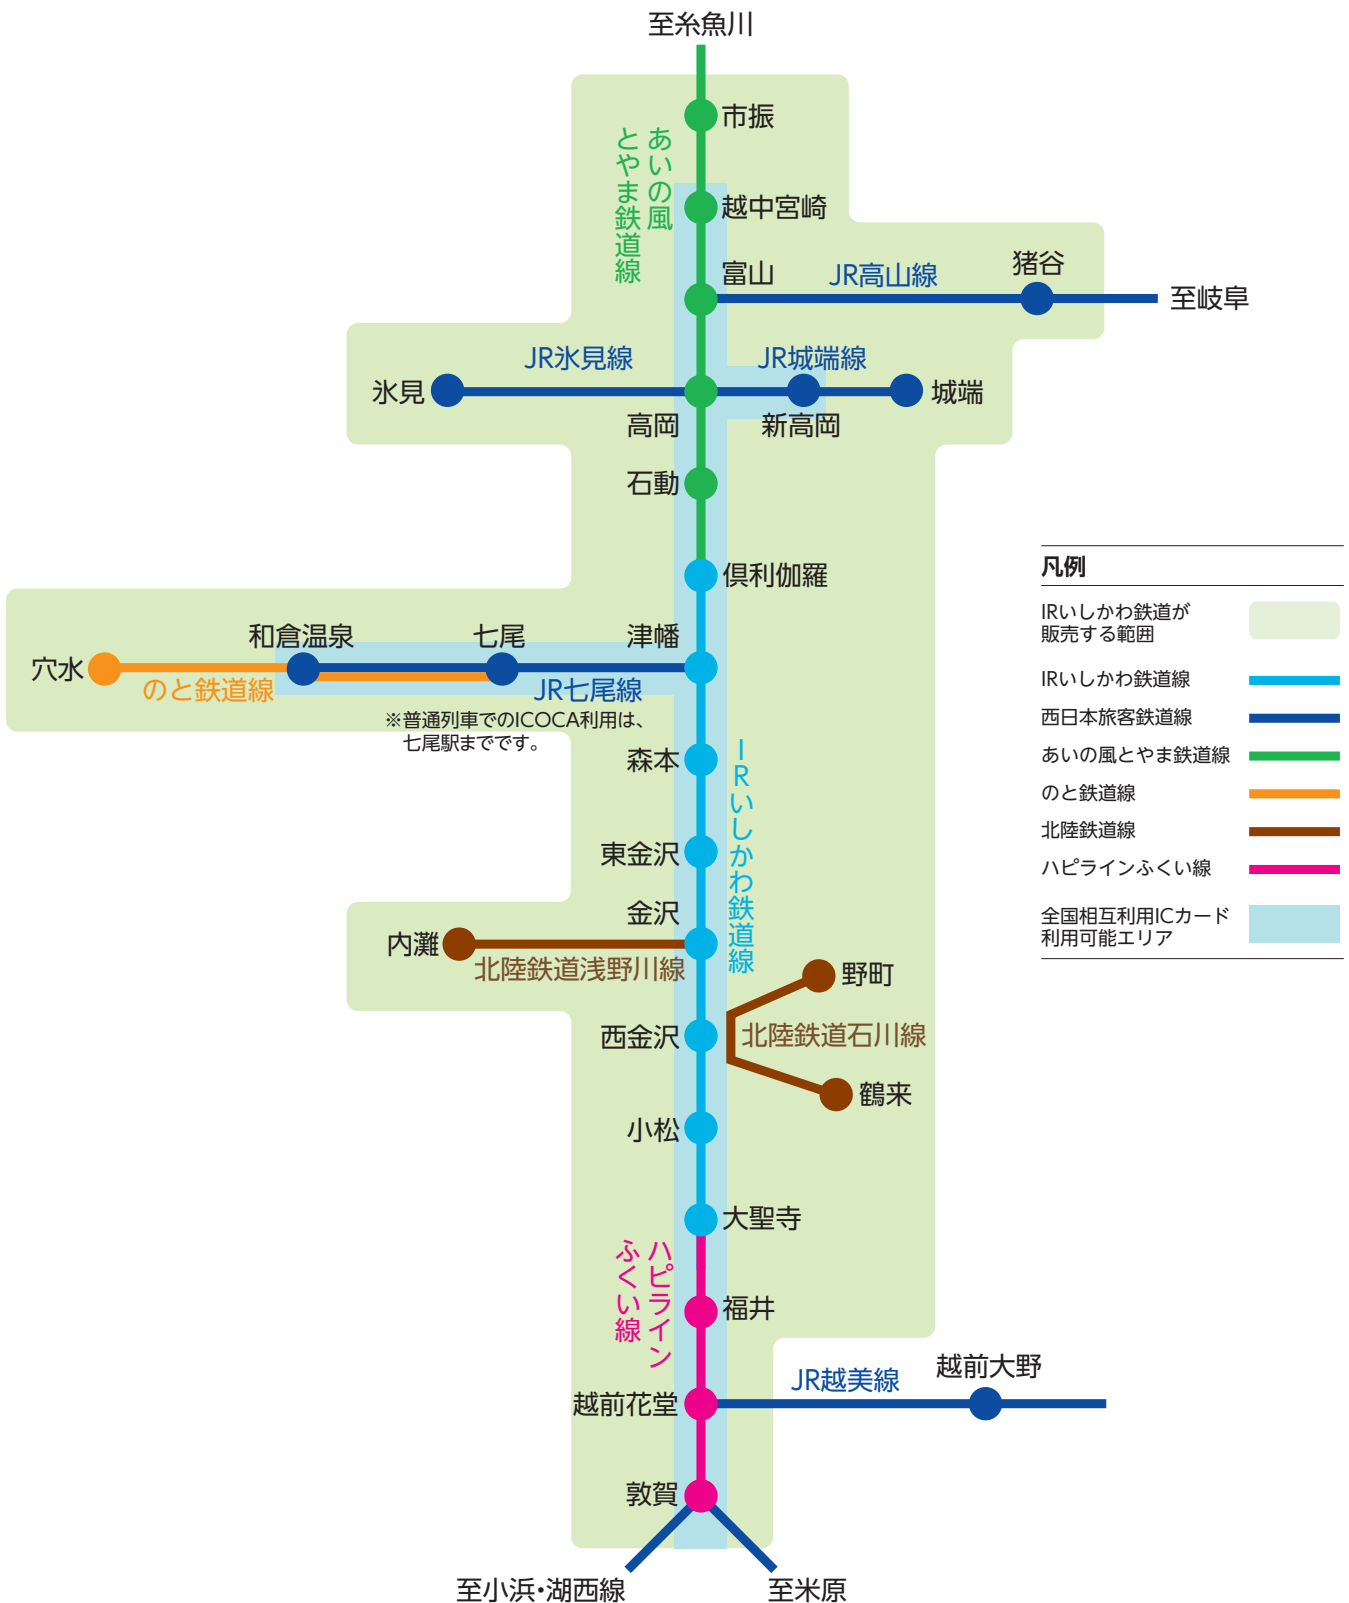 至糸魚川
市振
あいの風
とやま鉄道線
越中宮崎
富山
JR高山線
猪谷
至岐阜
JR氷見線
JR城端線
氷見
城端
高岡
新高岡
石動
倶利伽羅
和倉温泉
七尾
津幡
穴水
のと鉄道線
JR七尾線
※普通列車でのICOCA利用は、
七尾駅までです。
森本
IRいしかわ鉄道線
東金沢
金沢
内灘
北陸鉄道浅野川線
野町
西金沢
北陸鉄道石川線
鶴来
小松
大聖寺
ハピライン
ふくい線
福井
越前大野
JR越美線
越前花堂
敦賀
至小浜・湖西線
至米原
凡例
IRいしかわ鉄道が
販売する範囲
IRいしかわ鉄道線
西日本旅客鉄道線
あいの風とやま鉄道線
のと鉄道線
北陸鉄道線
ハピラインふくい線
全国相互利用ICカード
利用可能エリア